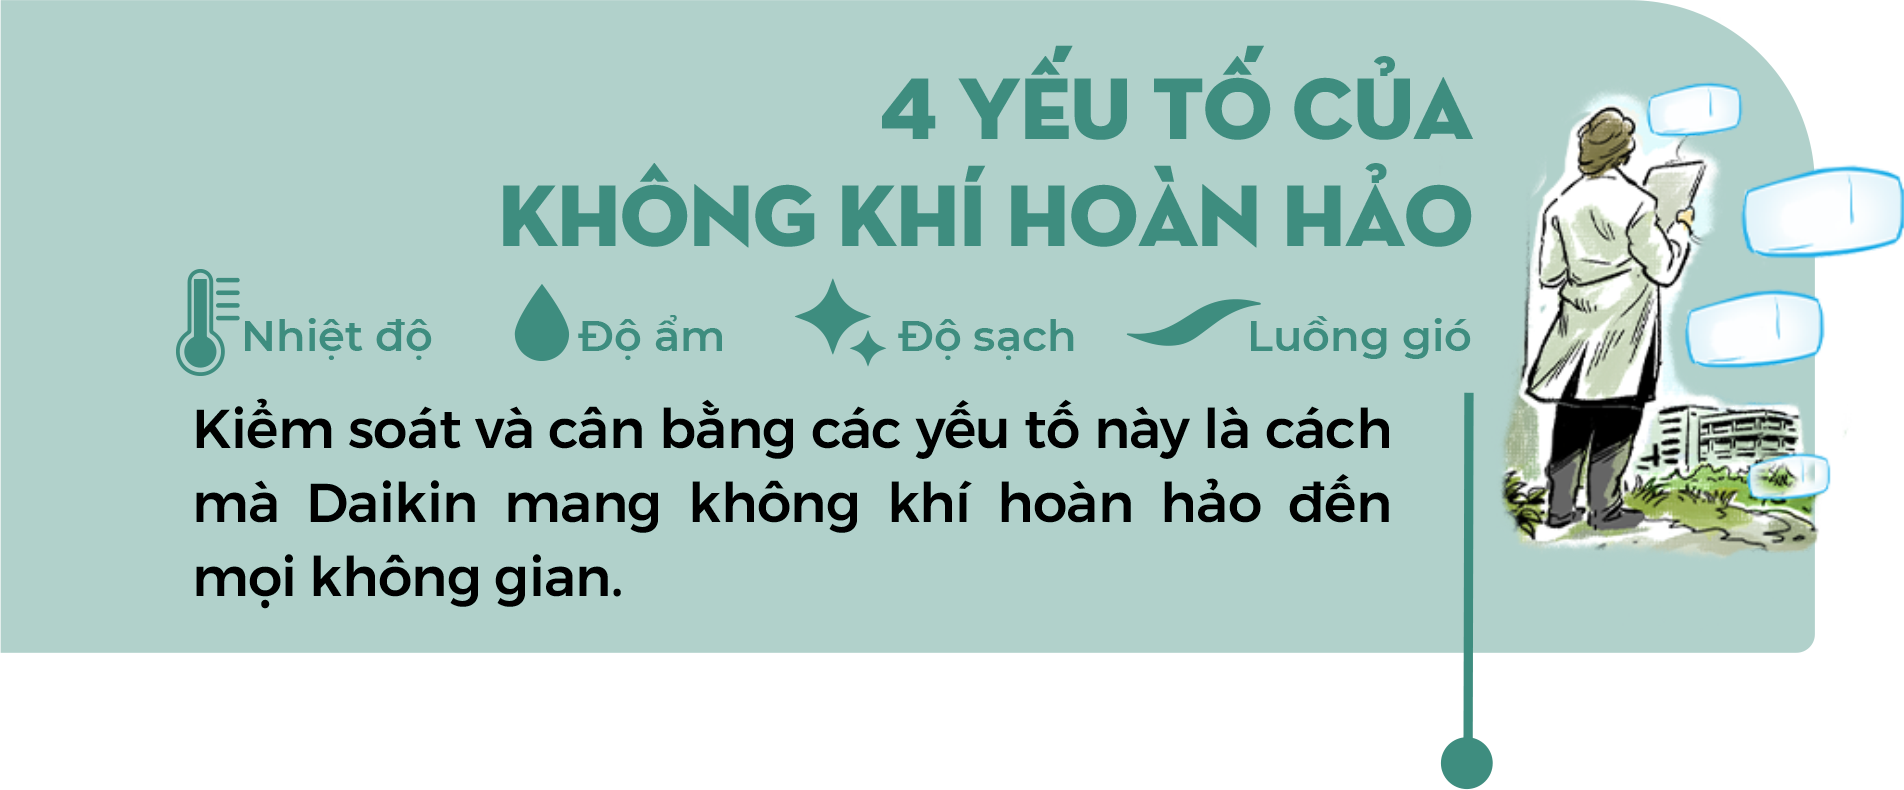 4 YẾU TỐ CỦA
KHÔNG KHÍ HOÀN HẢO
Nhiệt độ
Độ ẩm
Độ sạch
Luồng gió
Kiểm soát và cân bằng các yếu tố này là cách
mà Daikin mang không khí hoàn hảo đến
mọi không gian.